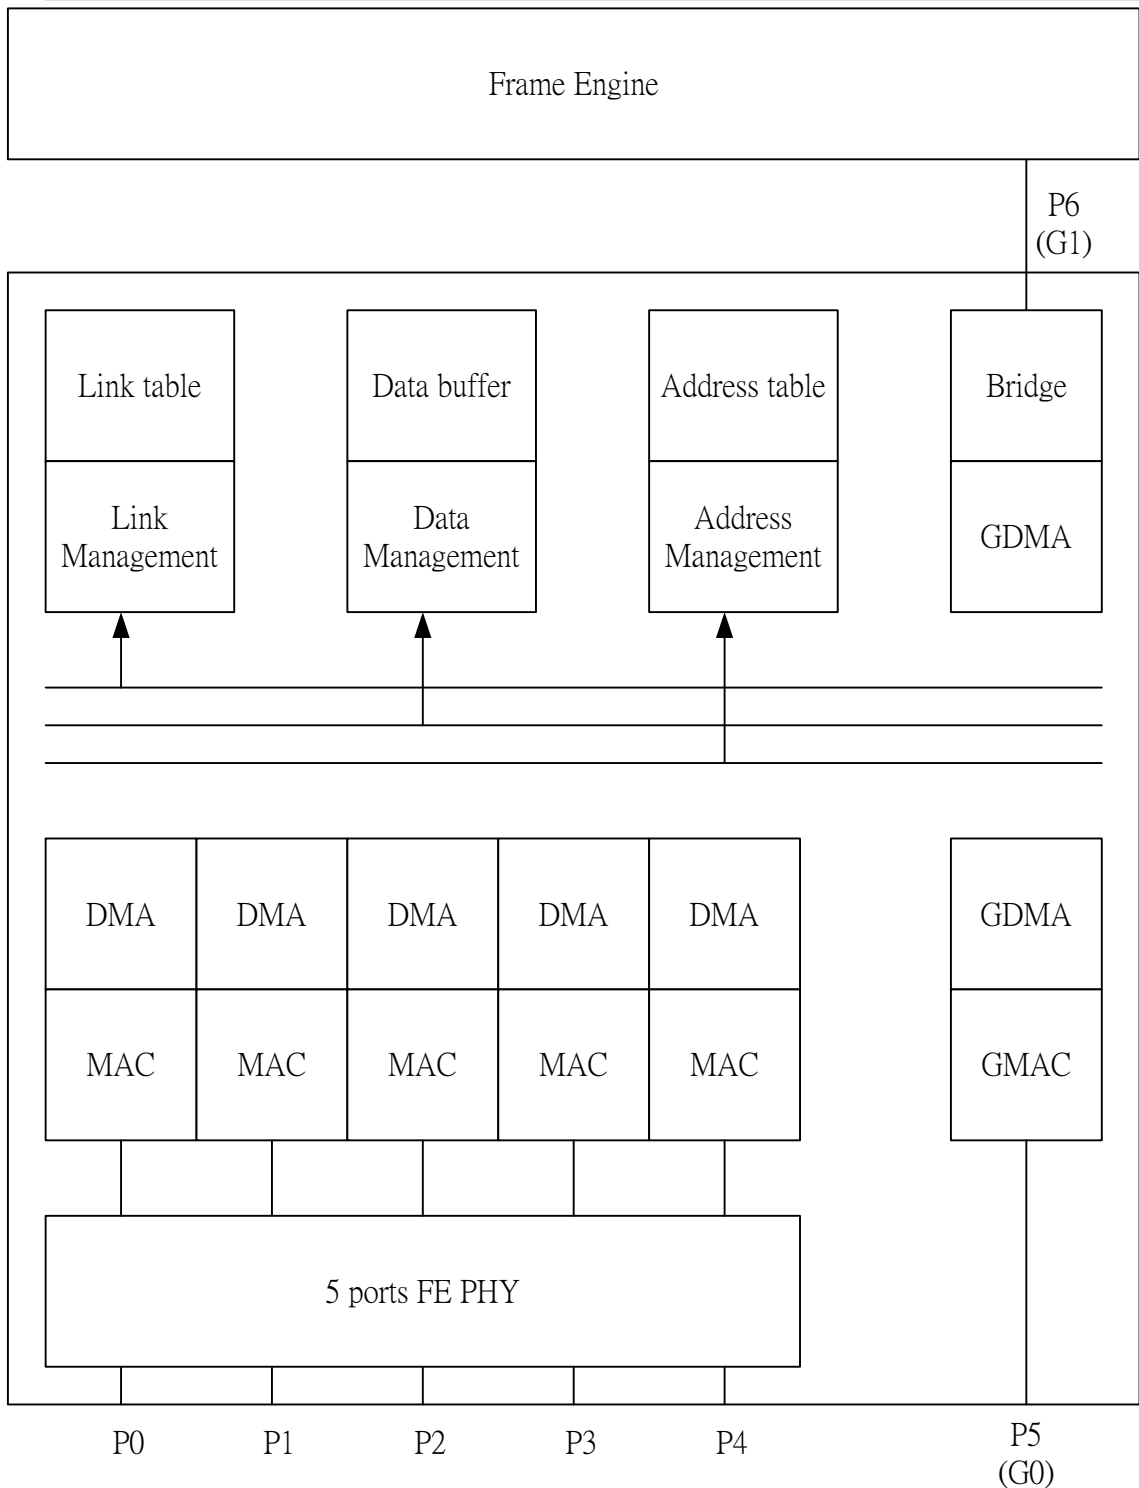 Frame Engine
P6
(G1)
Link table
Data buffer
Address table
Bridge
Link
Management
Data
Management
Address
Management
GDMA
DMA
DMA
DMA
DMA
DMA
GDMA
MAC
MAC
MAC
MAC
MAC
GMAC
5 ports FE PHY
P0
P1
P2
P3
P4
P5
(G0)